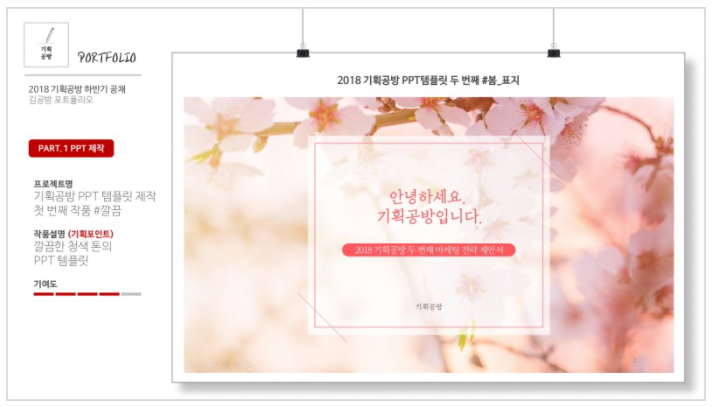 기획
공방
PORTFOLIO
2018 기획공방 하반기 공채
김공방 포트폴리오
PART. 1 PPT 제작
프로젝트명
기획공방 PPT 템플릿 제작
첫 번째 작품 #깔끔
작품설명 (기획포인트)
깔끔한 청색 톤의
PPT 템플릿
기여도
2018 기획공방 PPT템플릿 두 번째 #봄_표지
안녕하세요.
기획공방입니다.
2018 기획공방 두 번째 마케팅 전략 제안서
기획공방